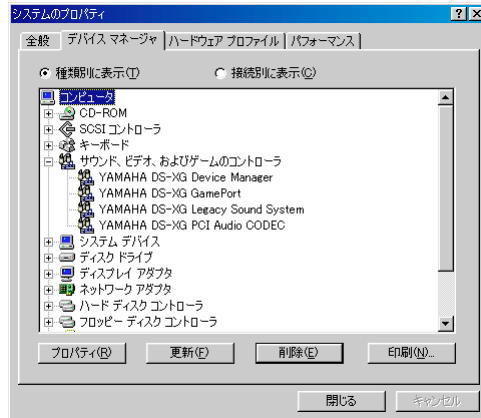 システムのプロパティ
全般 デバイス マネージャ ハードウェア プロファイル パフォーマンス
種類別に表示(T) 接続別に表示(C)
コンピュータ
CD-ROM
SCSI コントローラ
キーボード
サウンド、ビデオ、およびゲームのコントローラ
YAMAHA DS-XG Device Manager
YAMAHA DS-XG GamePort
YAMAHA DS-XG Legacy Sound System
YAMAHA DS-XG PCI Audio CODEC
システム デバイス
ディスク ドライブ
ディスプレイ アダプタ
ネットワーク アダプタ
ハード ディスク コントローラ
フロッピー ディスク コントローラ
プロパティ(R) 更新(F) 削除(E) 印刷(N)...
閉じる キャンセル